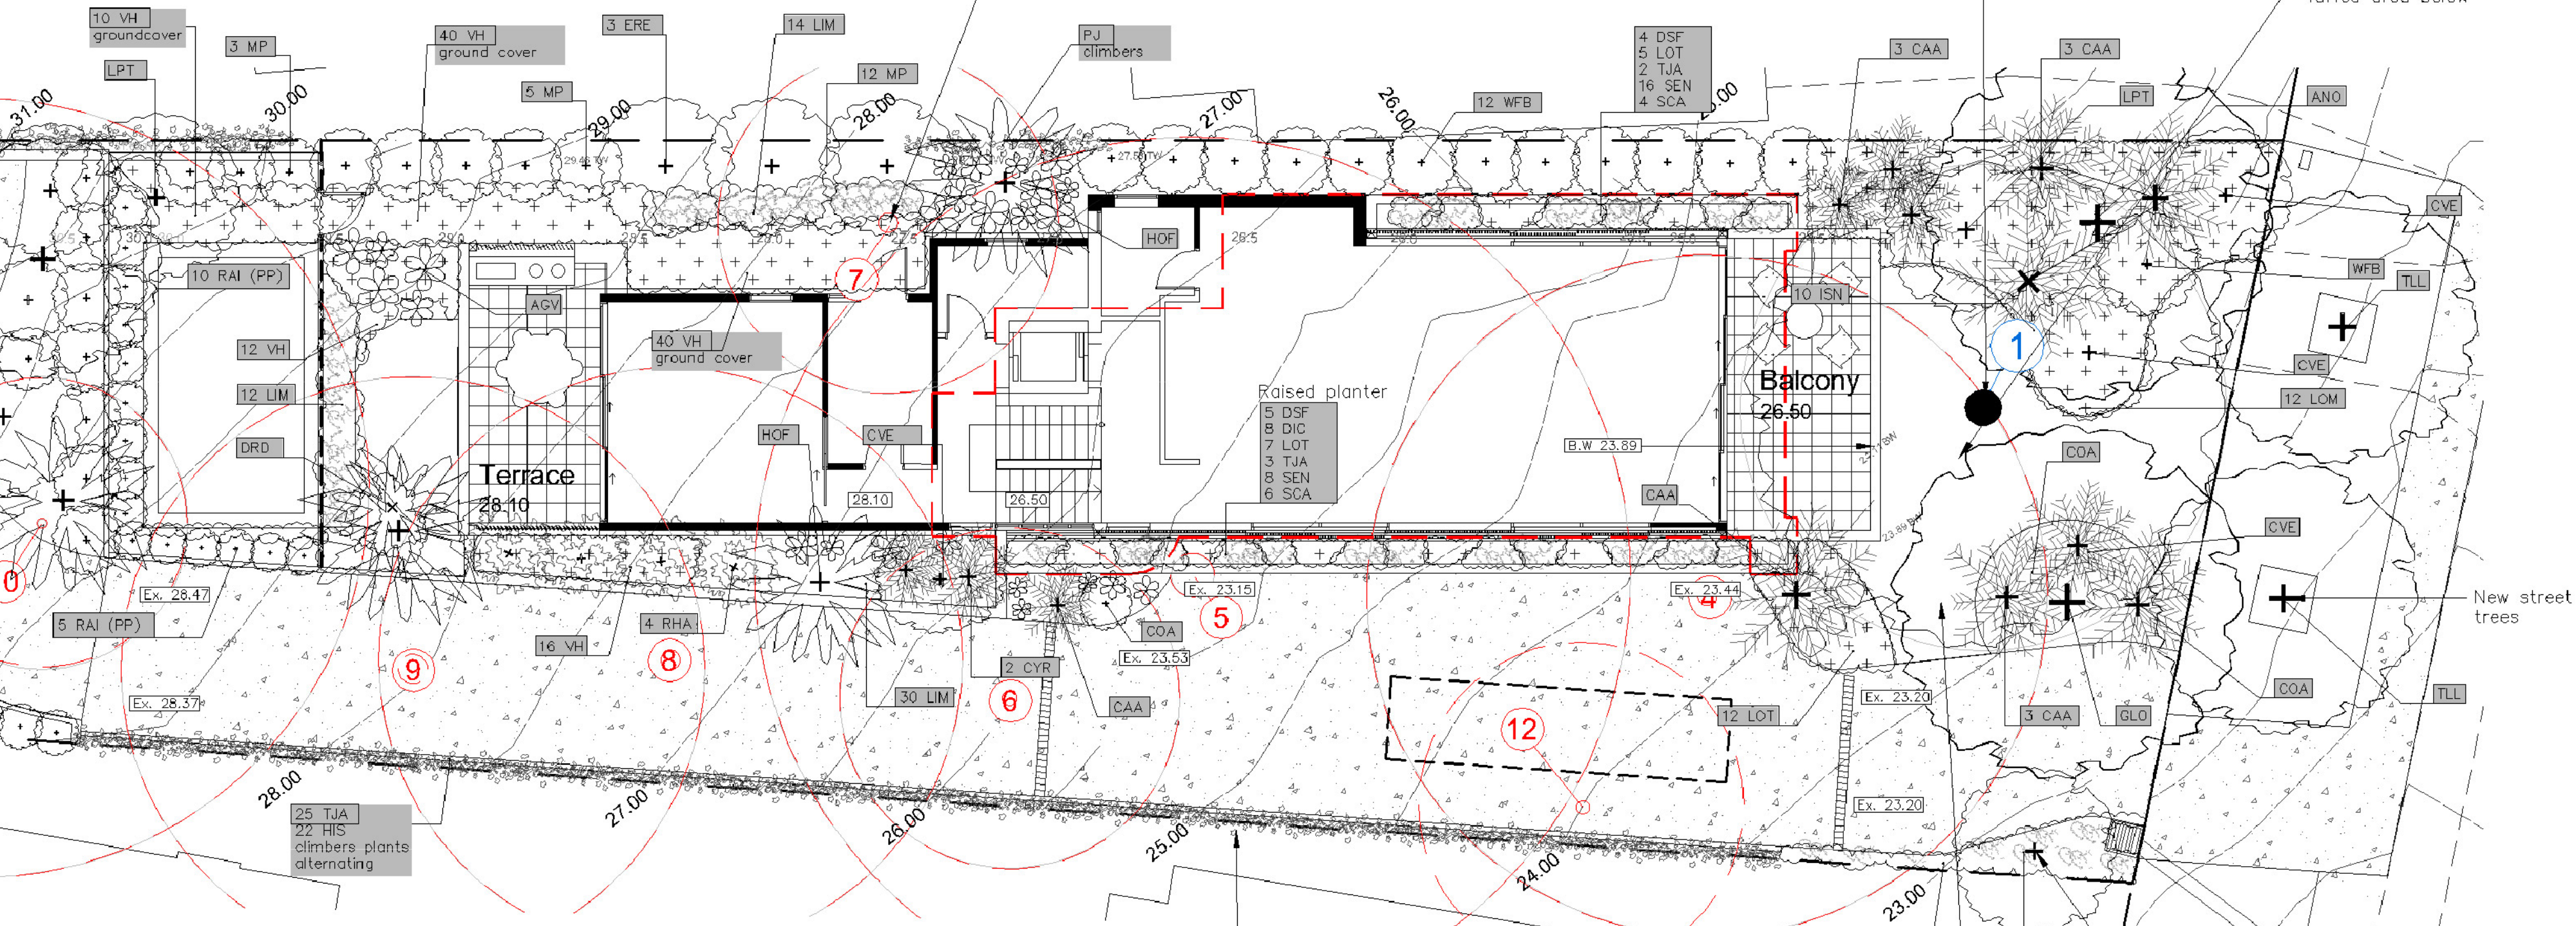 10 VH
groundcover
3 MP
LPT
40 VH
ground cover
5 MP
3 ERE
14 LIM
12 MP
PJ
climbers
12 WFB
4 DSF
5 LOT
2 TJA
16 SEN
4 SCA
3 CAA
3 CAA
LPT
ANO
31.00
30.00
29.00
28.00
27.00
26.00
CVE
HOF
26.5
7
10 RAI (PP)
AGV
WFB
TLL
10 ISN
12 VH
40 VH
ground cover
1
CVE
12 LIM
Raised planter
5 DSF
8 DIC
7 LOT
3 TJA
8 SEN
6 SCA
Balcony
26.50
12 LOM
DRD
HOF
CVE
B.W 23.89
COA
Terrace
28.10
28.10
26.50
CAA
CVE
0
Ex. 28.47
Ex. 23.15
Ex. 23.44
4
New street
trees
5 RAI (PP)
4 RHA
5
COA
16 VH
8
9
2 CYR
Ex. 23.53
COA
TLL
Ex. 28.37
30 LIM
6
CAA
12
12 LOT
Ex. 23.20
3 CAA
GLO
28.00
27.00
26.00
25.00
24.00
23.00
Ex. 23.20
25 TJA
22 HIS
climbers plants
alternating